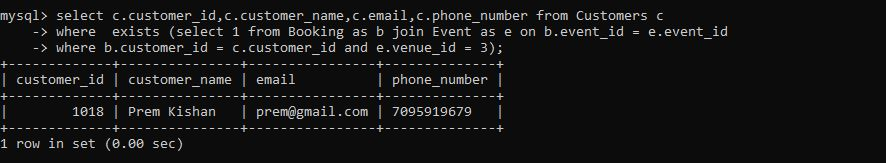 mysql> select c.customer_id,c.customer_name,c.email,c.phone_number from Customers c
    -> where  exists (select 1 from Booking as b join Event as e on b.event_id = e.event_id
    -> where b.customer_id = c.customer_id and e.venue_id = 3);
+-------------+---------------+----------------+--------------+
| customer_id | customer_name | email          | phone_number |
+-------------+---------------+----------------+--------------+
|        1018 | Prem Kishan   | prem@gmail.com | 7095919679   |
+-------------+---------------+----------------+--------------+
1 row in set (0.00 sec)